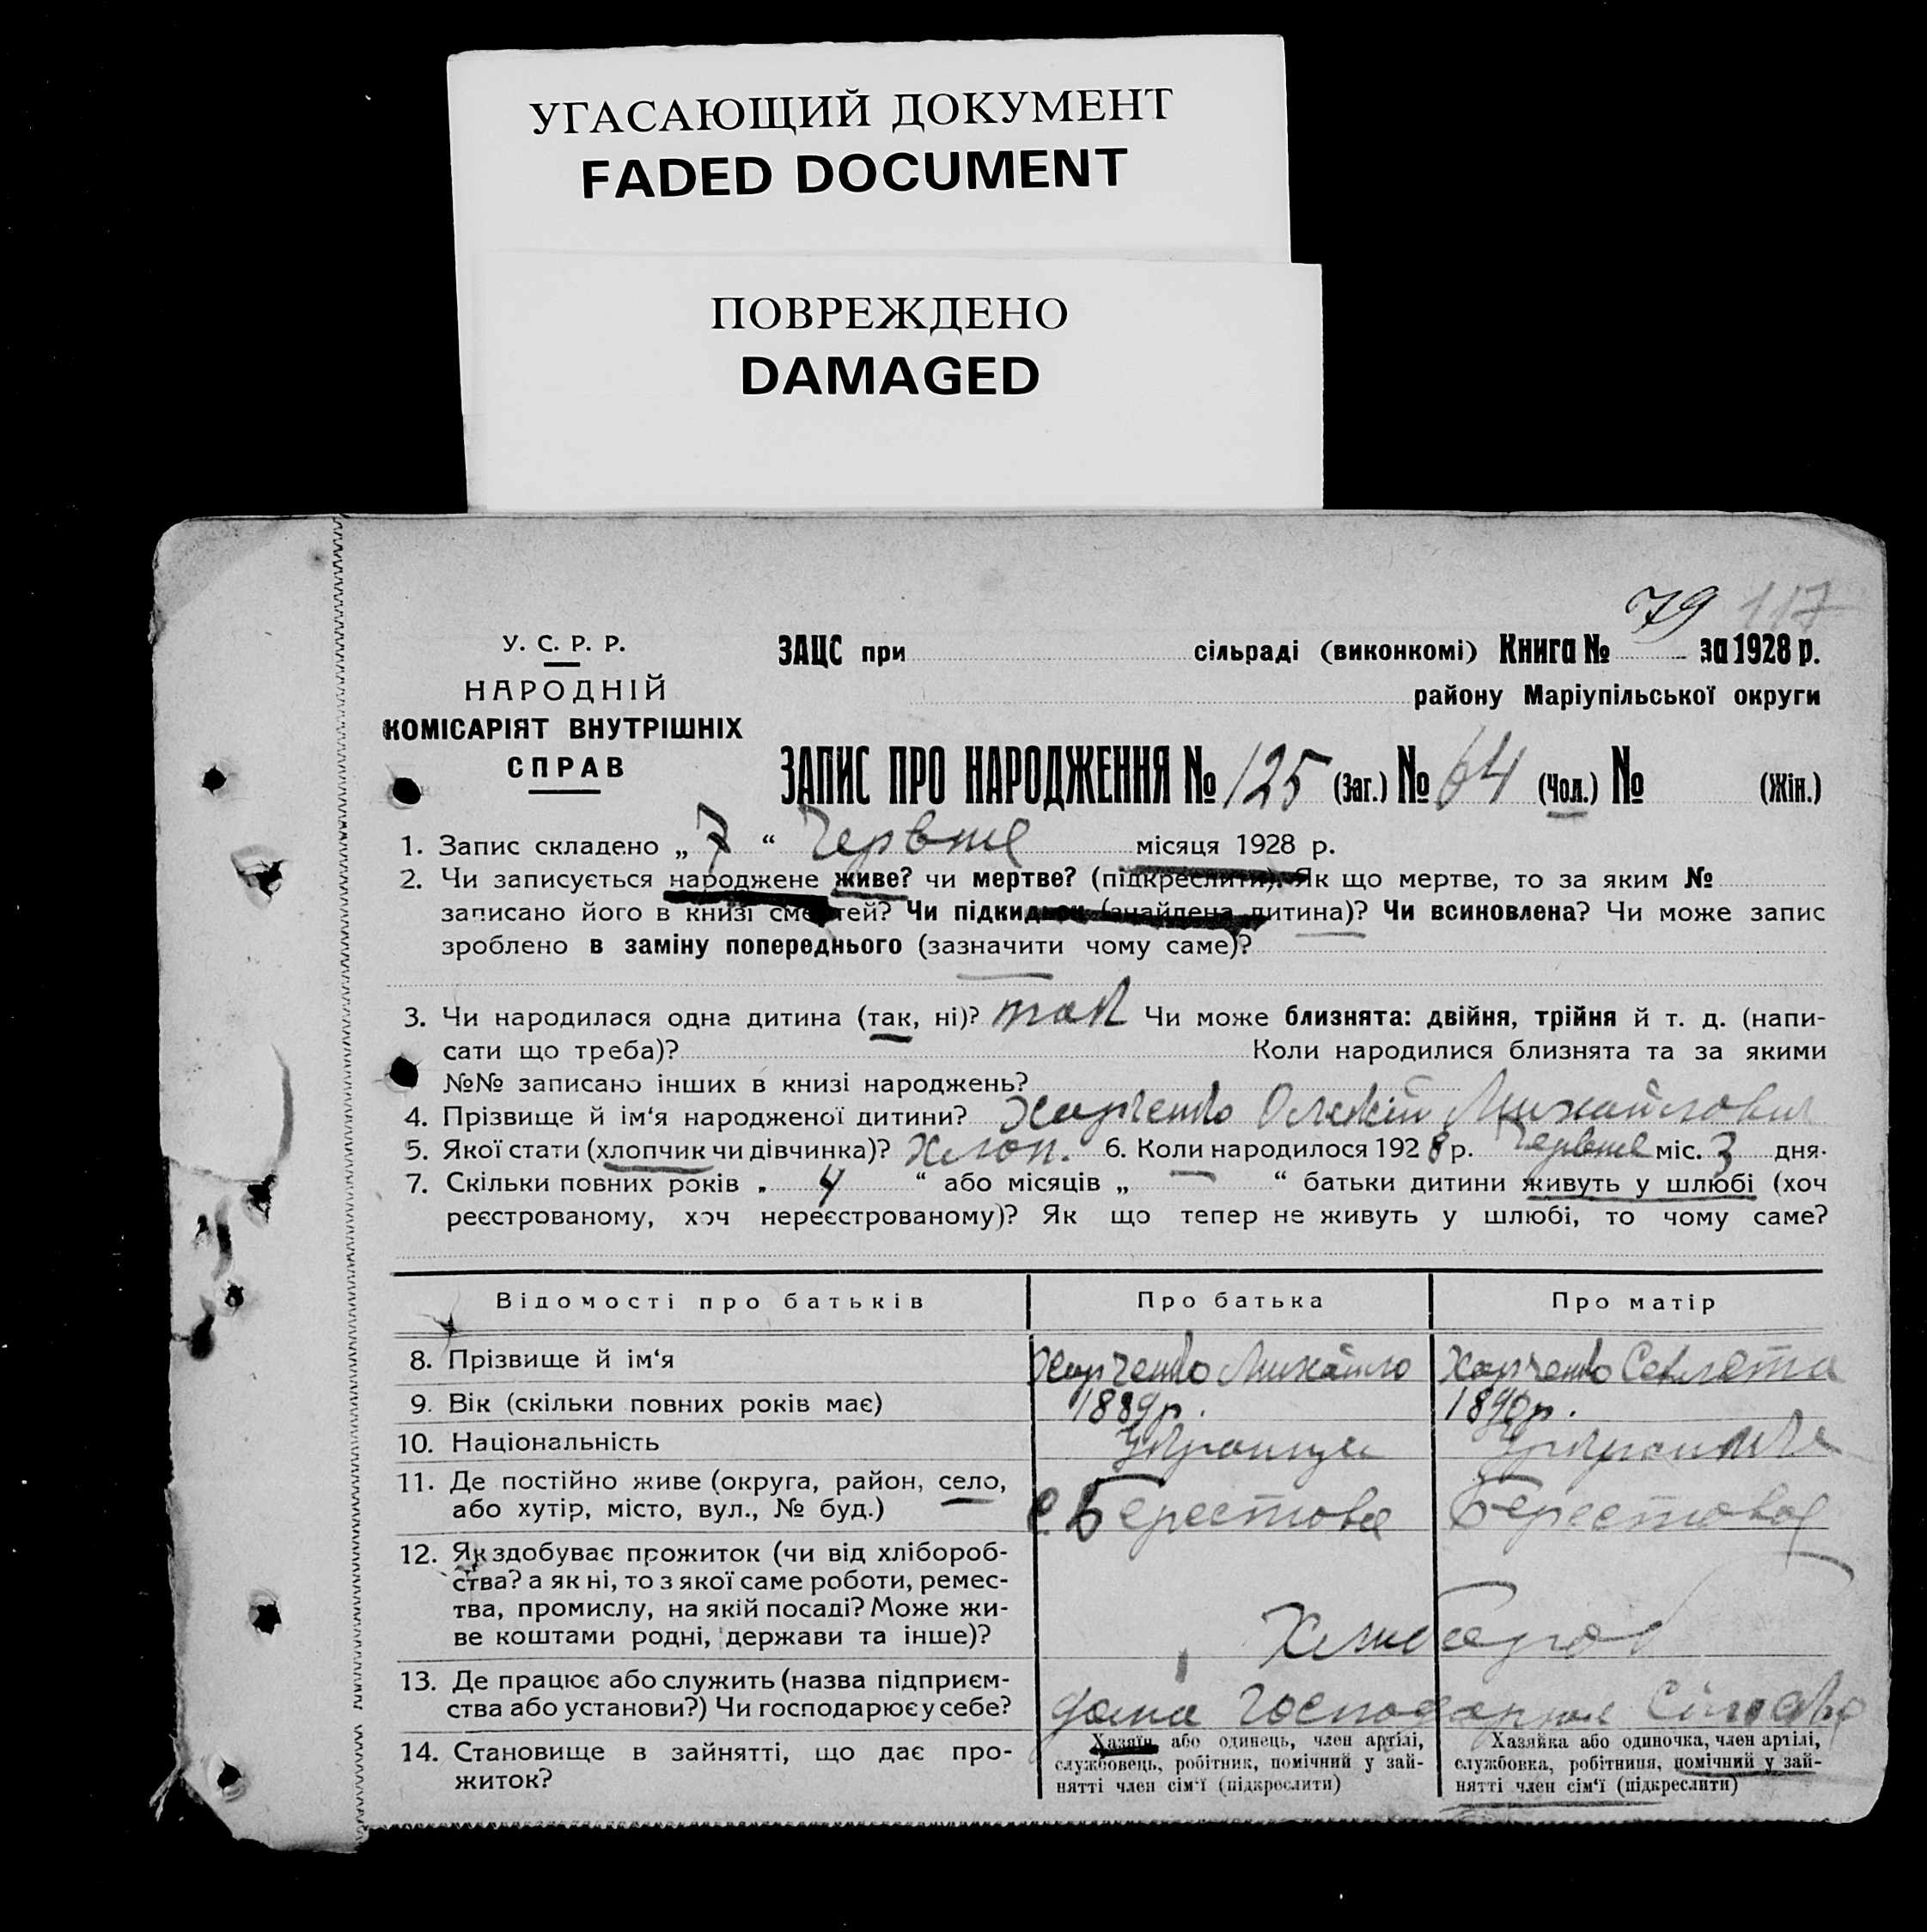 УГАСАЮЩИЙ ДОКУМЕНТ
FADED DOCUMENT
ПОВРЕЖДЕНО
DAMAGED
79 117
У. С. Р. Р.
НАРОДНІЙ
КОМІСАРІЯТ ВНУТРІШНІХ
СПРАВ
ЗАЦС при сільраді (виконкомі) Книга № за 1928 р.
району Маріупільської округи
ЗАПИС ПРО НАРОДЖЕННЯ № 125 (Заг.) № 64 (Чол.) № (Жін.)
1. Запис складено „ 7 “ Червня місяця 1928 р.
2. Чи записується народжене живе? чи мертве? (підкреслити). Як що мертве, то за яким №
записано його в книзі смертей? Чи підкидьок (знайдена дитина)? Чи всиновлена? Чи може запис
зроблено в заміну попереднього (зазначити чому саме)?
3. Чи народилася одна дитина (так, ні)? так Чи може близнята: двійня, трійня й т. д. (напи-
сати що треба)? Коли народилися близнята та за якими
№№ записано інших в книзі народжень?
4. Прізвище й ім‘я народженої дитини? Харченко Олексій Михайлович
5. Якої стати (хлопчик чи дівчинка)? Хлоп. 6. Коли народилося 1928 р. Червня міс. 3 дня.
7. Скільки повних років „ 4 “ або місяців „ — “ батьки дитини живуть у шлюбі (хоч
реєстрованому, хоч нереєстрованому)? Як що тепер не живуть у шлюбі, то чому саме?
Відомості про батьків Про батька Про матір
8. Прізвище й ім‘я Харченко Михайло Харченко
9. Вік (скільки повних років має) 1889р. 1890р.
10. Національність Українец Українка
11. Де постійно живе (округа, район, село,
або хутір, місто, вул., № буд.) с. Берестове Берестове
12. Як здобуває прожиток (чи від хлібороб-
ства? а як ні, то з якої саме роботи, ремес-
тва, промислу, на якій посаді? Може жи-
ве коштами родні, держави та інше)? Хлибороб
13. Де працює або служить (назва підприєм-
ства або установи?) Чи господарює у себе? дома Господарює
14. Становище в зайнятті, що дає про-
житок?
Хазяїн або одинець, член артілі,
службовець, робітник, помічний у зай-
нятті член сім‘ї (підкреслити)
Хазяйка або одиночка, член артілі,
службовка, робітниця, помічний у зай-
нятті член сім‘ї (підкреслити)